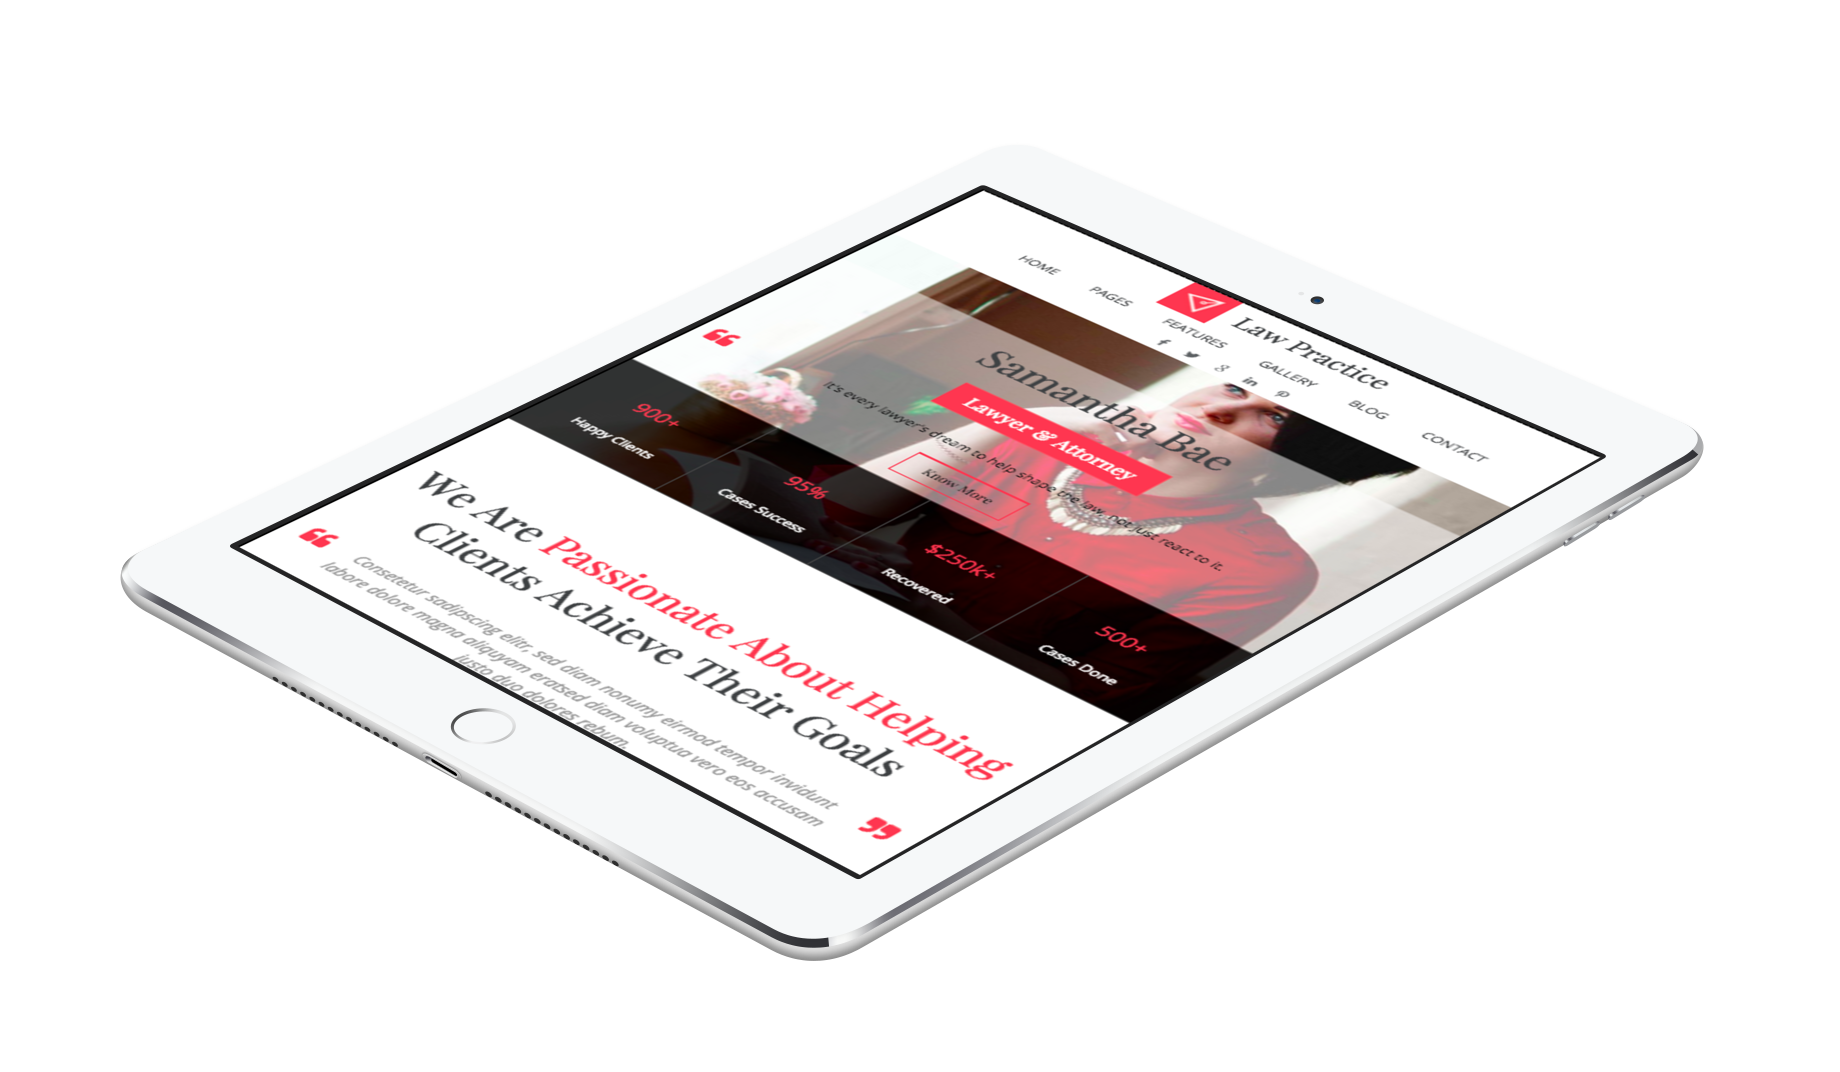 Law Practice
HOME
PAGES
FEATURES
GALLERY
BLOG
CONTACT
Samantha Bae
Lawyer & Attorney
It's every lawyer's dream to help shape the law, not just react to it.
Know More
900+
Happy Clients
95%
Cases Success
$250k+
Recovered
500+
Cases Done
We Are Passionate About Helping
Clients Achieve Their Goals
Consetetur sadipscing elitr, sed diam nonumy eirmod tempor invidunt
labore dolore magna aliquyam eratsed diam voluptua vero eos accusam
justo duo dolores rebum.